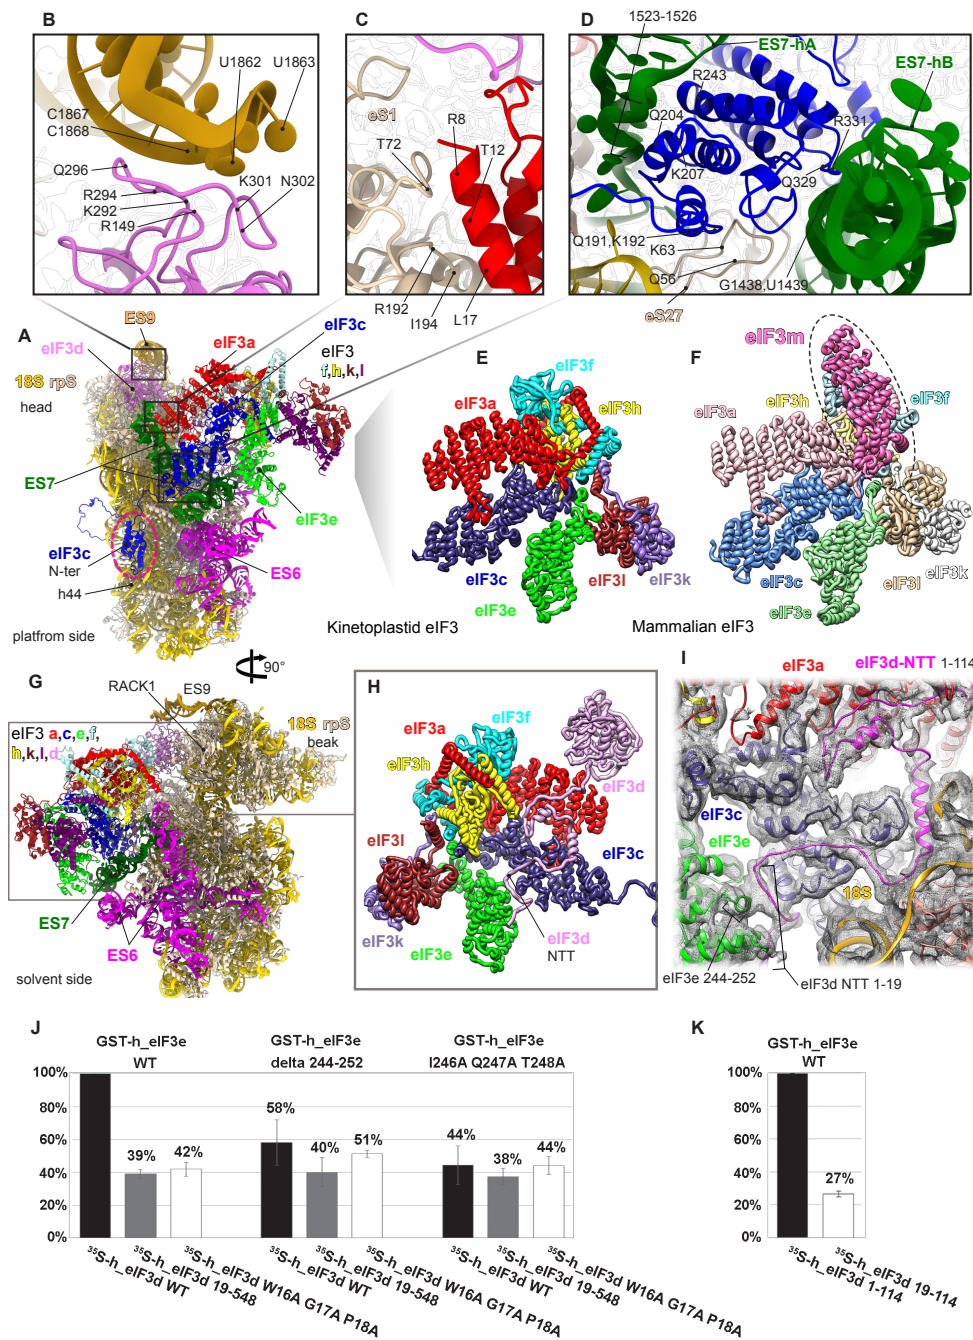 B
U1862
U1863
C1867
C1868
Q296
R294
K292
R149
K301
N302
C
eS1
R8
T72
T12
R192
I194
L17
D
1523-1526
ES7-hA
ES7-hB
R243
Q204
R331
K207
Q329
Q191,K192
K63
Q56
G1438,U1439
eS27
A
ES9
eIF3d
eIF3a
eIF3c
eIF3
f,h,k,l
18S rpS
head
ES7
eIF3e
eIF3c
N-ter
ES6
h44
platfrom side
90°
E
eIF3f
eIF3a
eIF3h
eIF3c
eIF3l
eIF3k
eIF3e
Kinetoplastid eIF3
F
eIF3m
eIF3a
eIF3h
eIF3f
eIF3c
eIF3k
eIF3l
eIF3e
Mammalian eIF3
G
RACK1
ES9
18S rpS
beak
eIF3 a,c,e,f,
h,k,l,d
ES7
ES6
solvent side
H
eIF3a
eIF3f
eIF3h
eIF3d
eIF3l
eIF3c
eIF3k
eIF3e
eIF3d
NTT
I
eIF3a
eIF3d-NTT 1-114
eIF3c
eIF3e
18S
eIF3e 244-252
eIF3d NTT 1-19
J
GST-h_eIF3e
WT
GST-h_eIF3e
delta 244-252
GST-h_eIF3e
I246A Q247A T248A
100%
80%
60%
40%
20%
0%
39%
42%
58%
40%
51%
44%
38%
44%
35S-h_eIF3d WT
35S-h_eIF3d 19-548
35S-h_eIF3d W16A G17A P18A
35S-h_eIF3d WT
35S-h_eIF3d 19-548
35S-h_eIF3d W16A G17A P18A
35S-h_eIF3d WT
35S-h_eIF3d 19-548
35S-h_eIF3d W16A G17A P18A
K
GST-h_eIF3e
WT
100%
80%
60%
40%
20%
0%
27%
35S-h_eIF3d 1-114
35S-h_eIF3d 19-114